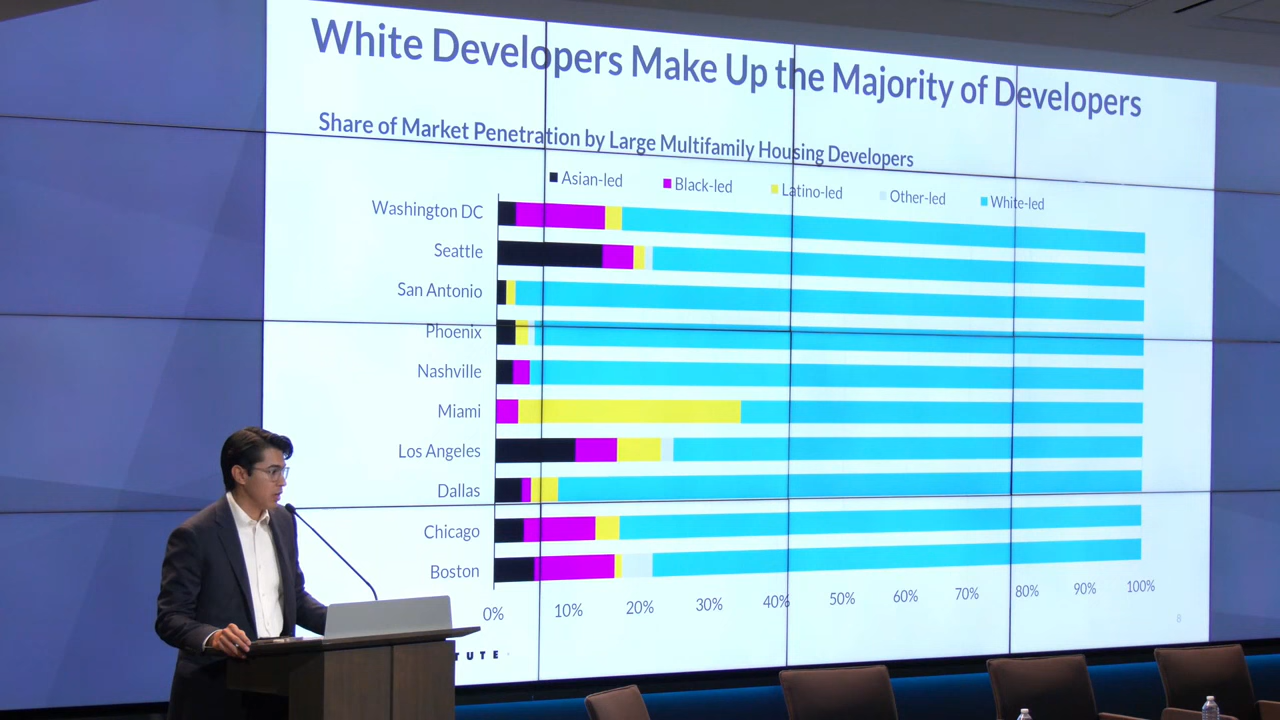 White Developers Make Up the Majority of Developers
Share of Market Penetration by Large Multifamily Housing Developers
Asian-led Black-led Latino-led Other-led White-led
Washington DC
Seattle
San Antonio
Phoenix
Nashville
Miami
Los Angeles
Dallas
Chicago
Boston
0% 10% 20% 30% 40% 50% 60% 70% 80% 90% 100%
8
TUTE